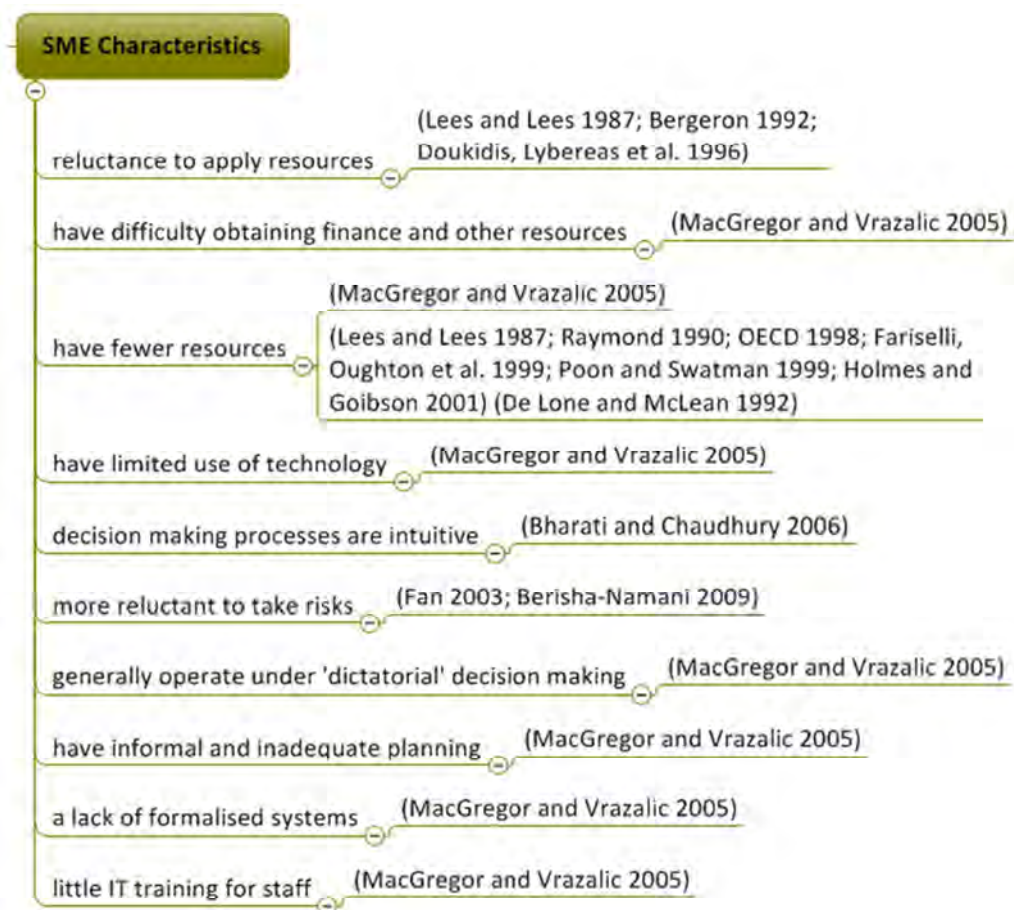 SME Characteristics
(Lees and Lees 1987; Bergeron 1992;
Doukidis, Lybereas et al. 1996)
reluctance to apply resources
have difficulty obtaining finance and other resources
(MacGregor and Vrazalic 2005)
(MacGregor and Vrazalic 2005)
have fewer resources
(Lees and Lees 1987; Raymond 1990; OECD 1998; Fariselli,
Oughton et al. 1999; Poon and Swatman 1999; Holmes and
Goibson 2001) (De Lone and McLean 1992)
have limited use of technology
(MacGregor and Vrazalic 2005)
decision making processes are intuitive
(Bharati and Chaudhury 2006)
more reluctant to take risks
(Fan 2003; Berisha-Namani 2009)
generally operate under 'dictatorial' decision making
(MacGregor and Vrazalic 2005)
have informal and inadequate planning
(MacGregor and Vrazalic 2005)
a lack of formalised systems
(MacGregor and Vrazalic 2005)
little IT training for staff
(MacGregor and Vrazalic 2005)